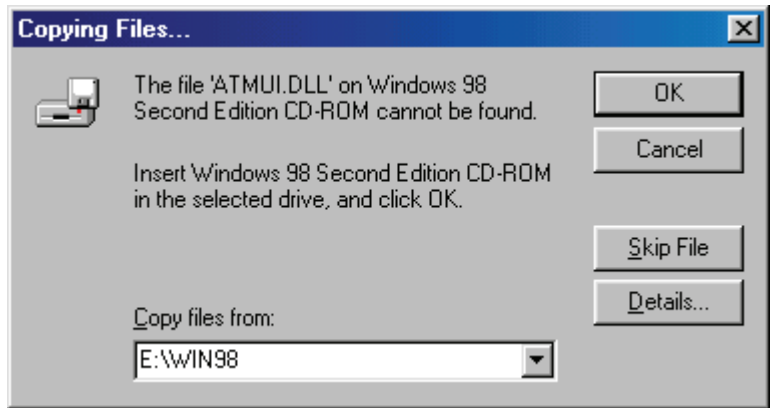 Copying Files...
The file 'ATMUI.DLL' on Windows 98
Second Edition CD-ROM cannot be found.
Insert Windows 98 Second Edition CD-ROM
in the selected drive, and click OK.
Copy files from:
E:\WIN98
OK
Cancel
Skip File
Details...